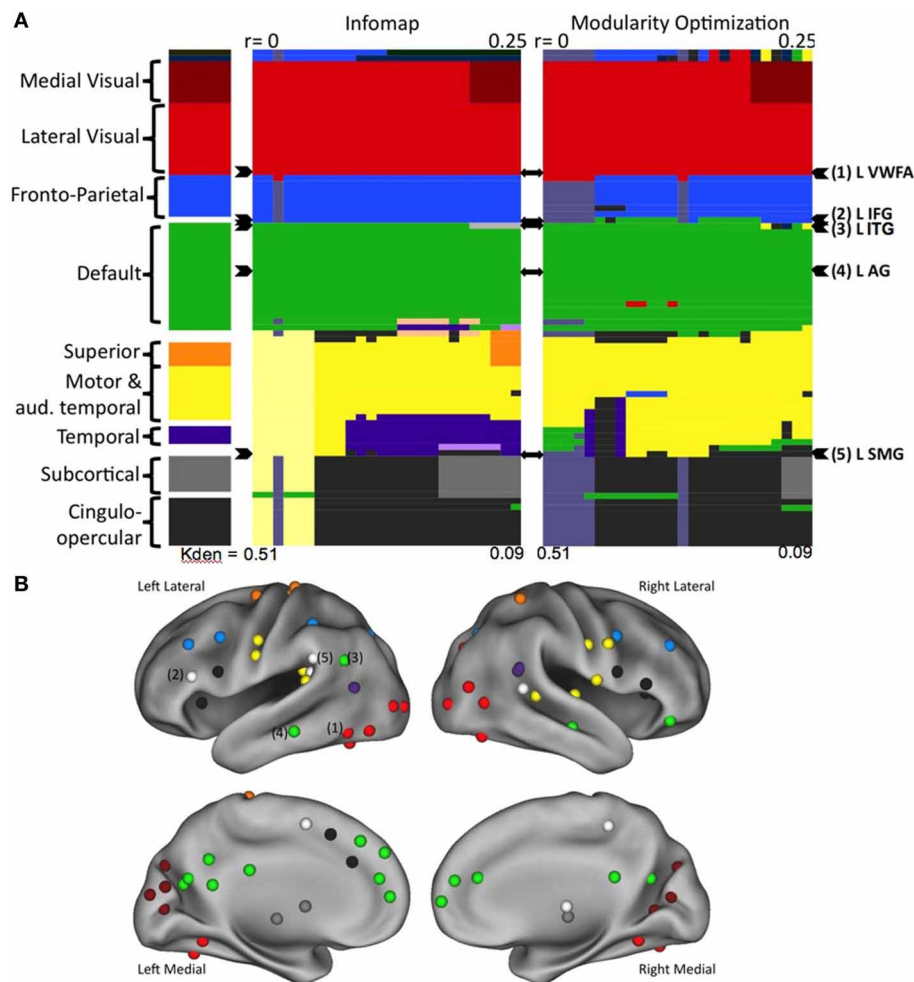 A
Infomap
Modularity Optimization
r= 0
0.25
r= 0
0.25
Medial Visual
Lateral Visual
(1) L VWFA
Fronto-Parietal
(2) L IFG
(3) L ITG
Default
(4) L AG
Superior
Motor &
aud. temporal
Temporal
(5) L SMG
Subcortical
Cingulo-
opercular
Kden = 0.51
0.09
0.51
0.09
B
Left Lateral
Right Lateral
(5)
(3)
(2)
(4)
(1)
Left Medial
Right Medial